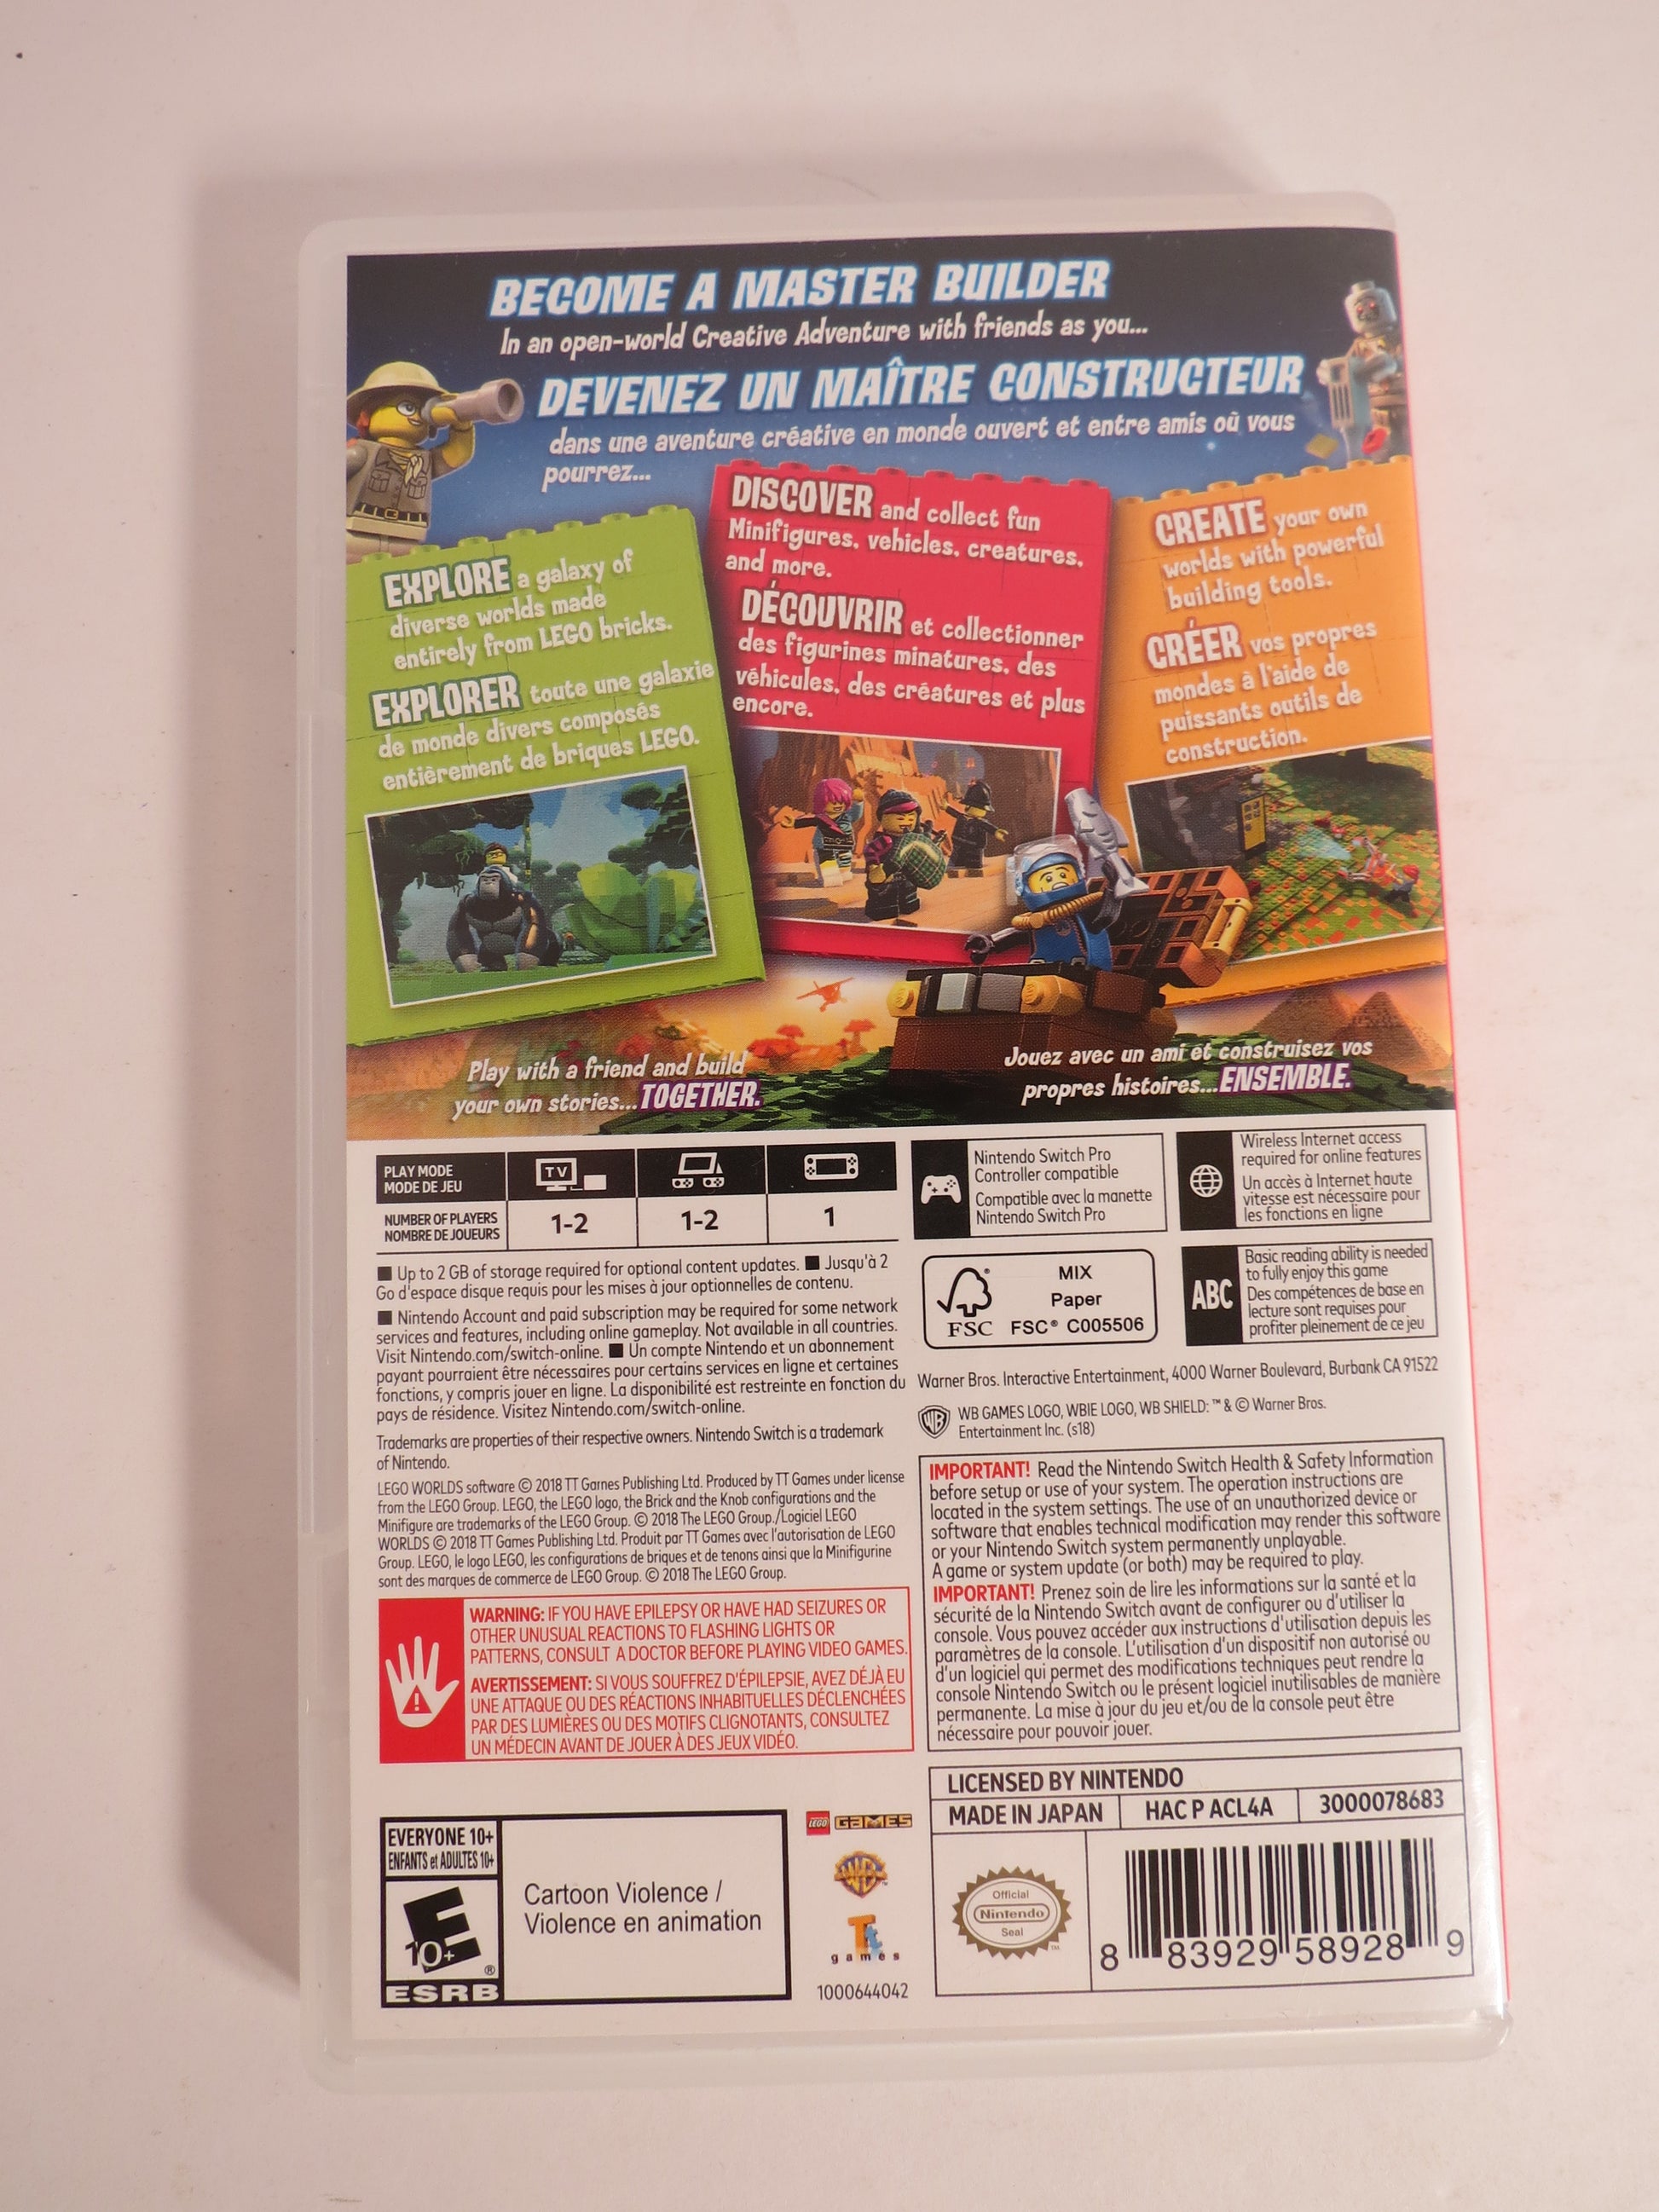 BECOME A MASTER BUILDER
In an open-world Creative Adventure with friends as you...
DEVENEZ UN MAÎTRE CONSTRUCTEUR
dans une aventure créative en monde ouvert et entre amis où vous
pourrez...
EXPLORE a galaxy of
diverse worlds made
entirely from LEGO bricks.
EXPLORER toute une galaxie
de monde divers composés
entièrement de briques LEGO.
DISCOVER and collect fun
Minifigures, vehicles, creatures,
and more.
DÉCOUVRIR et collectionner
des figurines minatures, des
véhicules, des créatures et plus
encore.
CREATE your own
worlds with powerful
building tools.
CRÉER vos propres
mondes à l'aide de
puissants outils de
construction.
Play with a friend and build
your own stories...TOGETHER.
Jouez avec un ami et construisez vos
propres histoires...ENSEMBLE.
PLAY MODE
MODE DE JEU
TV
NUMBER OF PLAYERS
NOMBRE DE JOUEURS
1-2
1-2
1
■ Up to 2 GB of storage required for optional content updates. ■ Jusqu'à 2
Go d'espace disque requis pour les mises à jour optionnelles de contenu.
■ Nintendo Account and paid subscription may be required for some network
services and features, including online gameplay. Not available in all countries.
Visit Nintendo.com/switch-online. ■ Un compte Nintendo et un abonnement
payant pourraient être nécessaires pour certains services en ligne et certaines
fonctions, y compris jouer en ligne. La disponibilité est restreinte en fonction du
pays de résidence. Visitez Nintendo.com/switch-online.
Trademarks are properties of their respective owners. Nintendo Switch is a trademark
of Nintendo.
LEGO WORLDS software © 2018 TT Games Publishing Ltd. Produced by TT Games under license
from the LEGO Group. LEGO, the LEGO logo, the Brick and the Knob configurations and the
Minifigure are trademarks of the LEGO Group. © 2018 The LEGO Group./Logiciel LEGO
WORLDS © 2018 TT Games Publishing Ltd. Produit par TT Games avec l'autorisation de LEGO
Group. LEGO, le logo LEGO, les configurations de briques et de tenons ainsi que la Minifigurine
sont des marques de commerce de LEGO Group. © 2018 The LEGO Group.
WARNING: IF YOU HAVE EPILEPSY OR HAVE HAD SEIZURES OR
OTHER UNUSUAL REACTIONS TO FLASHING LIGHTS OR
PATTERNS, CONSULT A DOCTOR BEFORE PLAYING VIDEO GAMES.
AVERTISSEMENT: SI VOUS SOUFFREZ D'ÉPILEPSIE, AVEZ DÉJÀ EU
UNE ATTAQUE OU DES RÉACTIONS INHABITUELLES DÉCLENCHÉES
PAR DES LUMIÈRES OU DES MOTIFS CLIGNOTANTS, CONSULTEZ
UN MÉDECIN AVANT DE JOUER À DES JEUX VIDÉO.
Nintendo Switch Pro
Controller compatible
Compatible avec la manette
Nintendo Switch Pro
Wireless Internet access
required for online features
Un accès à Internet haute
vitesse est nécessaire pour
les fonctions en ligne
FSC
MIX
Paper
FSC® C005506
ABC
Basic reading ability is needed
to fully enjoy this game
Des compétences de base en
lecture sont requises pour
profiter pleinement de ce jeu
Warner Bros. Interactive Entertainment, 4000 Warner Boulevard, Burbank CA 91522
WB GAMES LOGO, WBIE LOGO, WB SHIELD: ™ & © Warner Bros.
Entertainment Inc. (s18)
IMPORTANT! Read the Nintendo Switch Health & Safety Information
before setup or use of your system. The operation instructions are
located in the system settings. The use of an unauthorized device or
software that enables technical modification may render this software
or your Nintendo Switch system permanently unplayable.
A game or system update (or both) may be required to play.
IMPORTANT! Prenez soin de lire les informations sur la santé et la
sécurité de la Nintendo Switch avant de configurer ou d'utiliser la
console. Vous pouvez accéder aux instructions d'utilisation depuis les
paramètres de la console. L'utilisation d'un dispositif non autorisé ou
d'un logiciel qui permet des modifications techniques peut rendre la
console Nintendo Switch ou le présent logiciel inutilisables de manière
permanente. La mise à jour du jeu et/ou de la console peut être
nécessaire pour pouvoir jouer.
EVERYONE 10+
ENFANTS et ADULTES 10+
E
10+
®
ESRB
Cartoon Violence /
Violence en animation
LEGO GAMES
WB
Tt
games
1000644042
LICENSED BY NINTENDO
MADE IN JAPAN
HAC P ACL4A
3000078683
Official
Nintendo
Seal
™
8 83929 58928 9